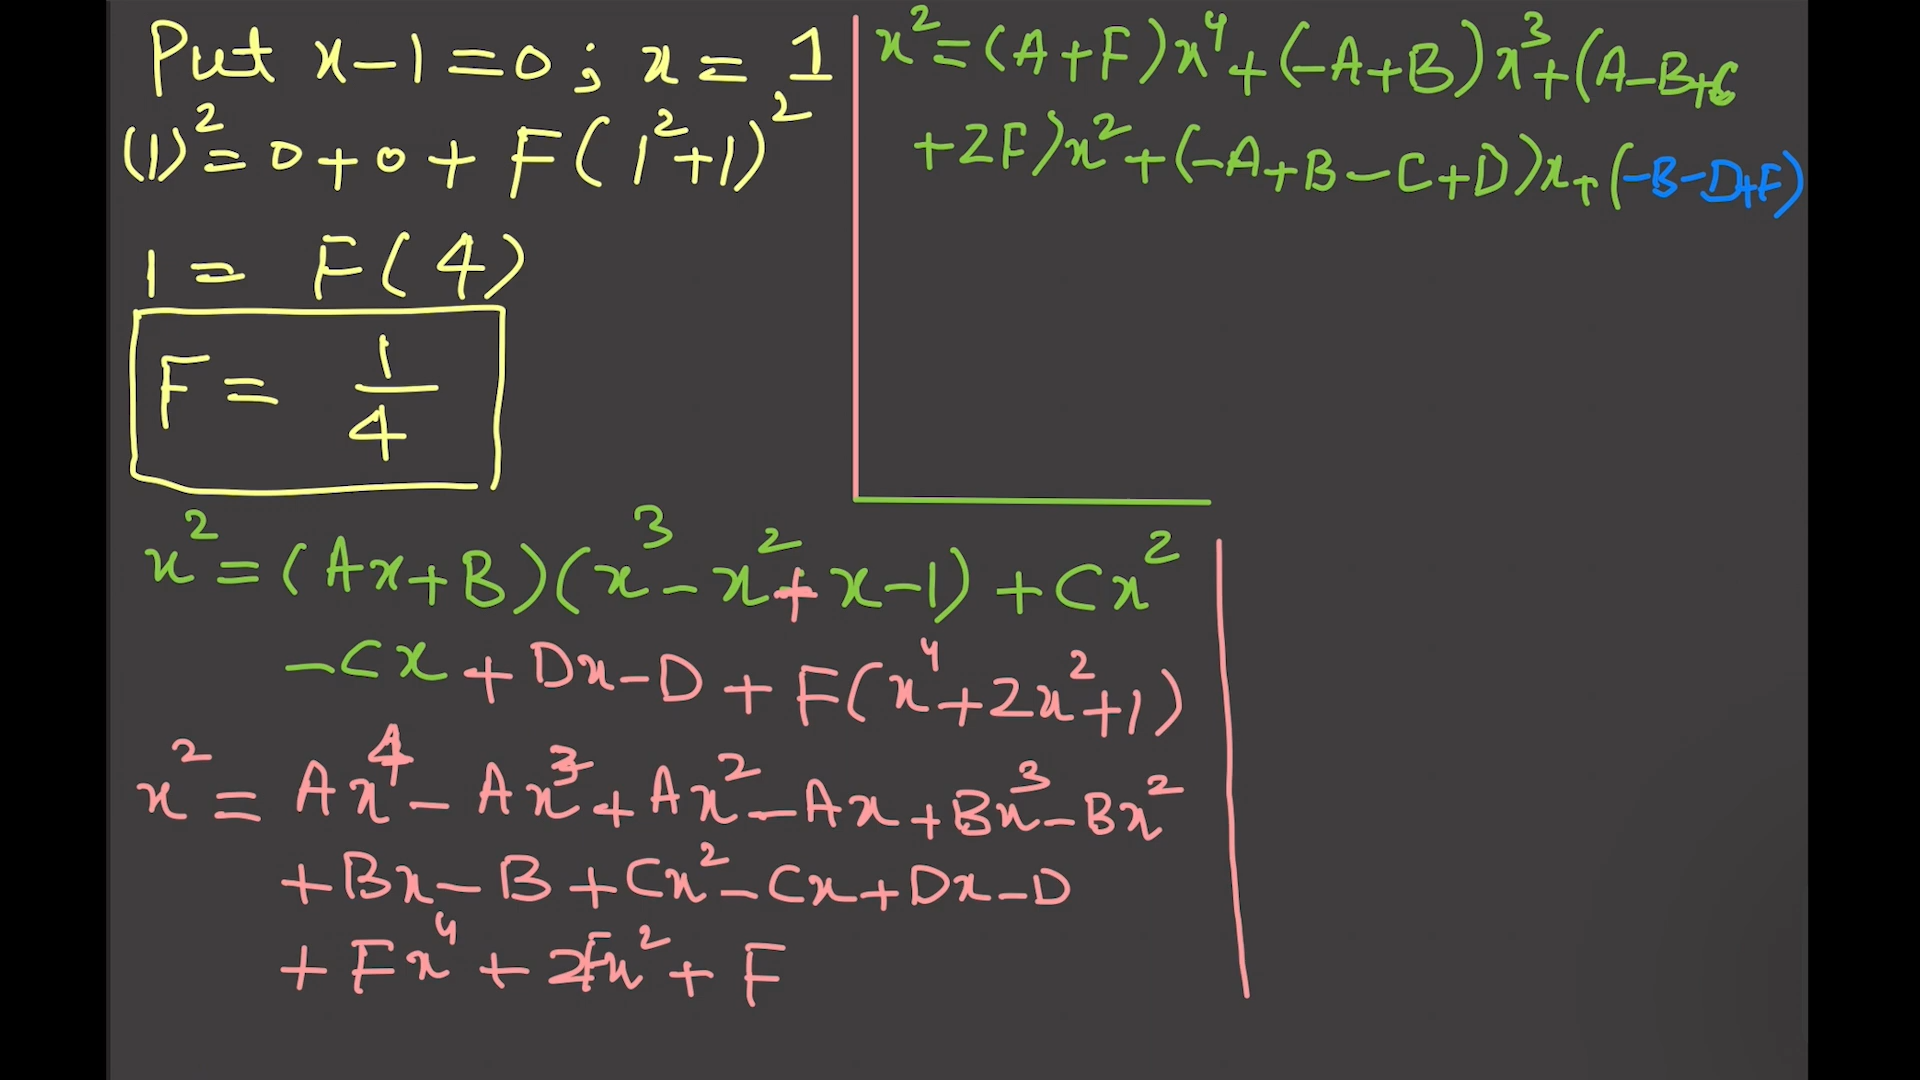 Put x-1=0; x= 1
(1)²= 0+0+ F(1²+1)²
1= F(4)
F= 1/4
x²=(A+F)x⁴+(-A+B)x³+(A-B+C
+2F)x²+(-A+B-C+D)x+(-B-D+F)
x²=(Ax+B)(x³-x²+x-1)+Cx²
-Cx+Dx-D+F(x⁴+2x²+1)
x²= Ax⁴-Ax³+Ax²-Ax+Bx³-Bx²
+Bx-B+Cx²-Cx+Dx-D
+Fx⁴+2Fx²+F